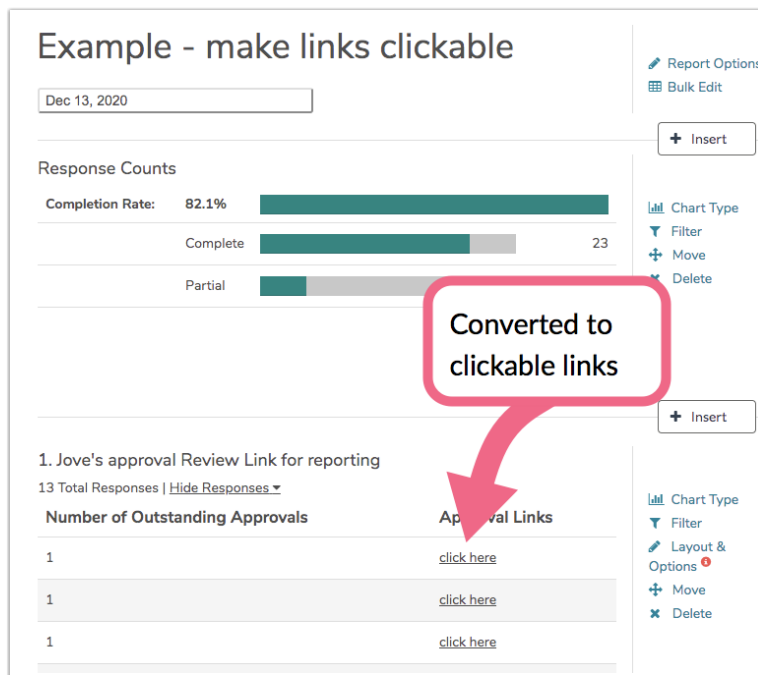 Example - make links clickable
Report Options
Bulk Edit
Dec 13, 2020
Insert
Response Counts
Completion Rate: 82.1%
Complete 23
Partial
Chart Type
Filter
Move
Delete
Converted to
clickable links
Insert
1. Jove's approval Review Link for reporting
13 Total Responses | Hide Responses
Number of Outstanding Approvals
1 click here
1 click here
1 click here
Chart Type
Filter
Layout &
Options
Move
Delete